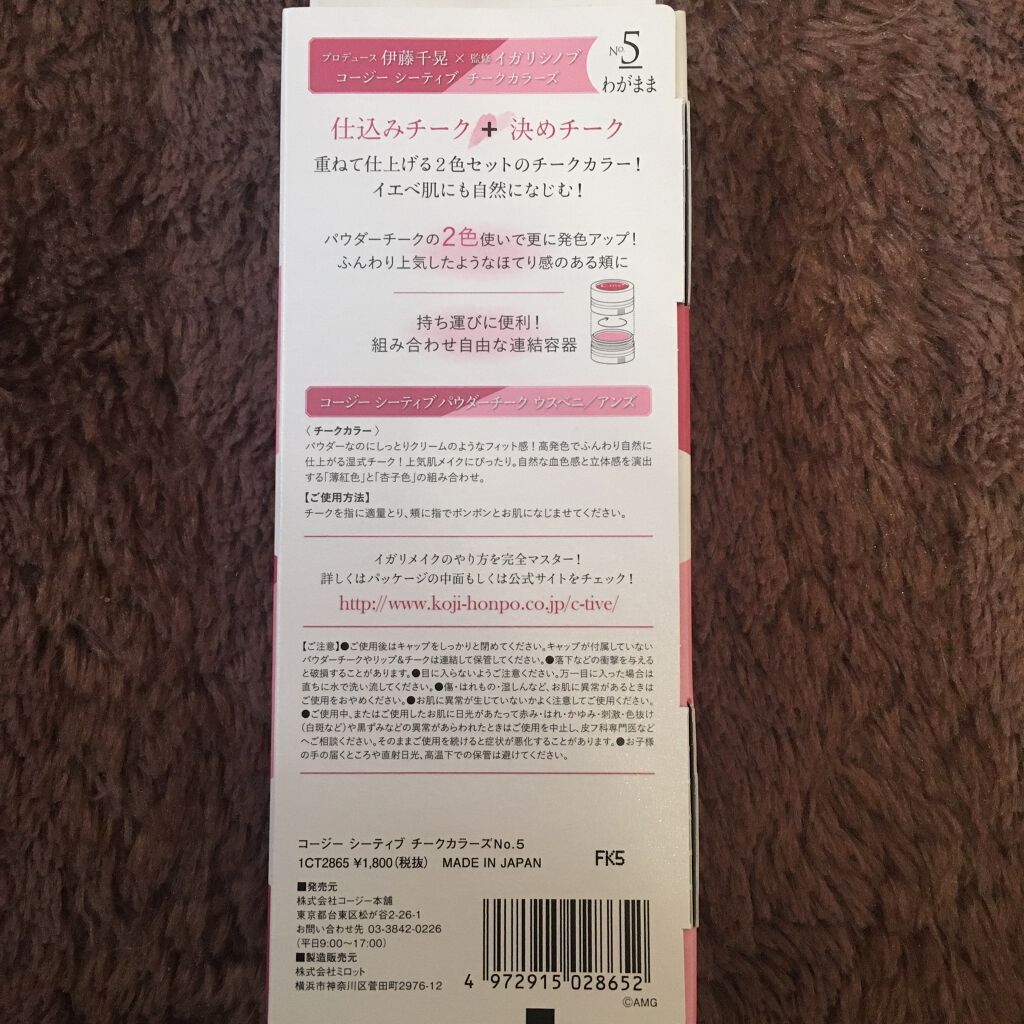 プロデュース 伊藤千晃 × 監修 イガリシノブ
コージー シーティブ チークカラーズ
No.5
わがまま
仕込みチーク + 決めチーク
重ねて仕上げる2色セットのチークカラー!
イエベ肌にも自然になじむ!
パウダーチークの2色使いで更に発色アップ!
ふんわり上気したようなほてり感のある頬に
持ち運びに便利!
組み合わせ自由な連結容器
コージー シーティブ パウダーチーク ウスベニ/アンズ
〈 チークカラー 〉
パウダーなのにしっとりクリームのようなフィット感!高発色でふんわり自然に
仕上がる湿式チーク!上気肌メイクにぴったり。自然な血色感と立体感を演出
する「薄紅色」と「杏子色」の組み合わせ。
【ご使用方法】
チークを指に適量とり、頬に指でポンポンとお肌になじませてください。
イガリメイクのやり方を完全マスター!
詳しくはパッケージの中面もしくは公式サイトをチェック!
http://www.koji-honpo.co.jp/c-tive/
【ご注意】●ご使用後はキャップをしっかりと閉めてください。キャップが付属していない
パウダーチークやリップ&チークは連結して保管してください。●落下などの衝撃を与える
と破損することがあります。●目に入らないようご注意ください。万一目に入った場合は
直ちに水で洗い流してください。●傷・はれもの・湿しんなど、お肌に異常があるときは
ご使用をおやめください。●お肌に異常が生じていないかよく注意してご使用ください。
●ご使用中、またはご使用したお肌に日光があたって赤み・はれ・かゆみ・刺激・色抜け
(白斑など)や黒ずみなどの異常があらわれたときはご使用を中止し、皮フ科専門医など
へご相談ください。そのままご使用を続けると症状が悪化することがあります。●お子様
の手の届くところや直射日光、高温下での保管は避けてください。
コージー シーティブ チークカラーズNo.5
1CT2865 ¥1,800(税抜) MADE IN JAPAN
FK5
■発売元
株式会社コージー本舗
東京都台東区松が谷2-26-1
お問い合わせ先 03-3842-0226
(平日9:00〜17:00)
■製造販売元
株式会社ミロット
横浜市神奈川区菅田町2976-12
4 972915 028652
©AMG